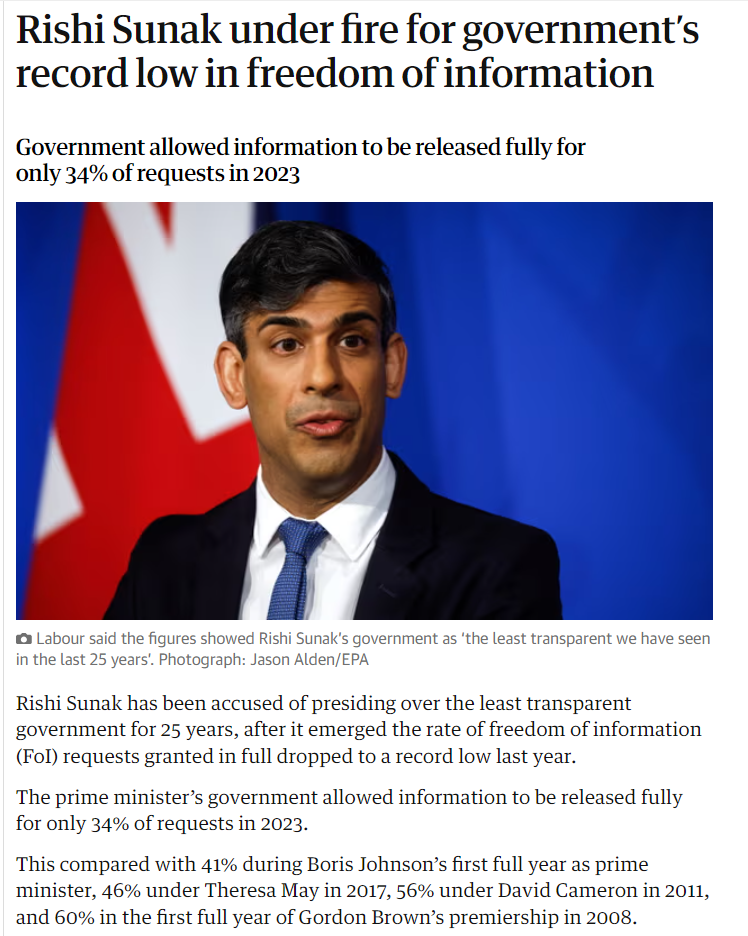 Rishi Sunak under fire for government’s
record low in freedom of information
Government allowed information to be released fully for
only 34% of requests in 2023
Labour said the figures showed Rishi Sunak’s government as ‘the least transparent we have seen
in the last 25 years’. Photograph: Jason Alden/EPA
Rishi Sunak has been accused of presiding over the least transparent
government for 25 years, after it emerged the rate of freedom of information
(FoI) requests granted in full dropped to a record low last year.
The prime minister’s government allowed information to be released fully
for only 34% of requests in 2023.
This compared with 41% during Boris Johnson’s first full year as prime
minister, 46% under Theresa May in 2017, 56% under David Cameron in 2011,
and 60% in the first full year of Gordon Brown’s premiership in 2008.